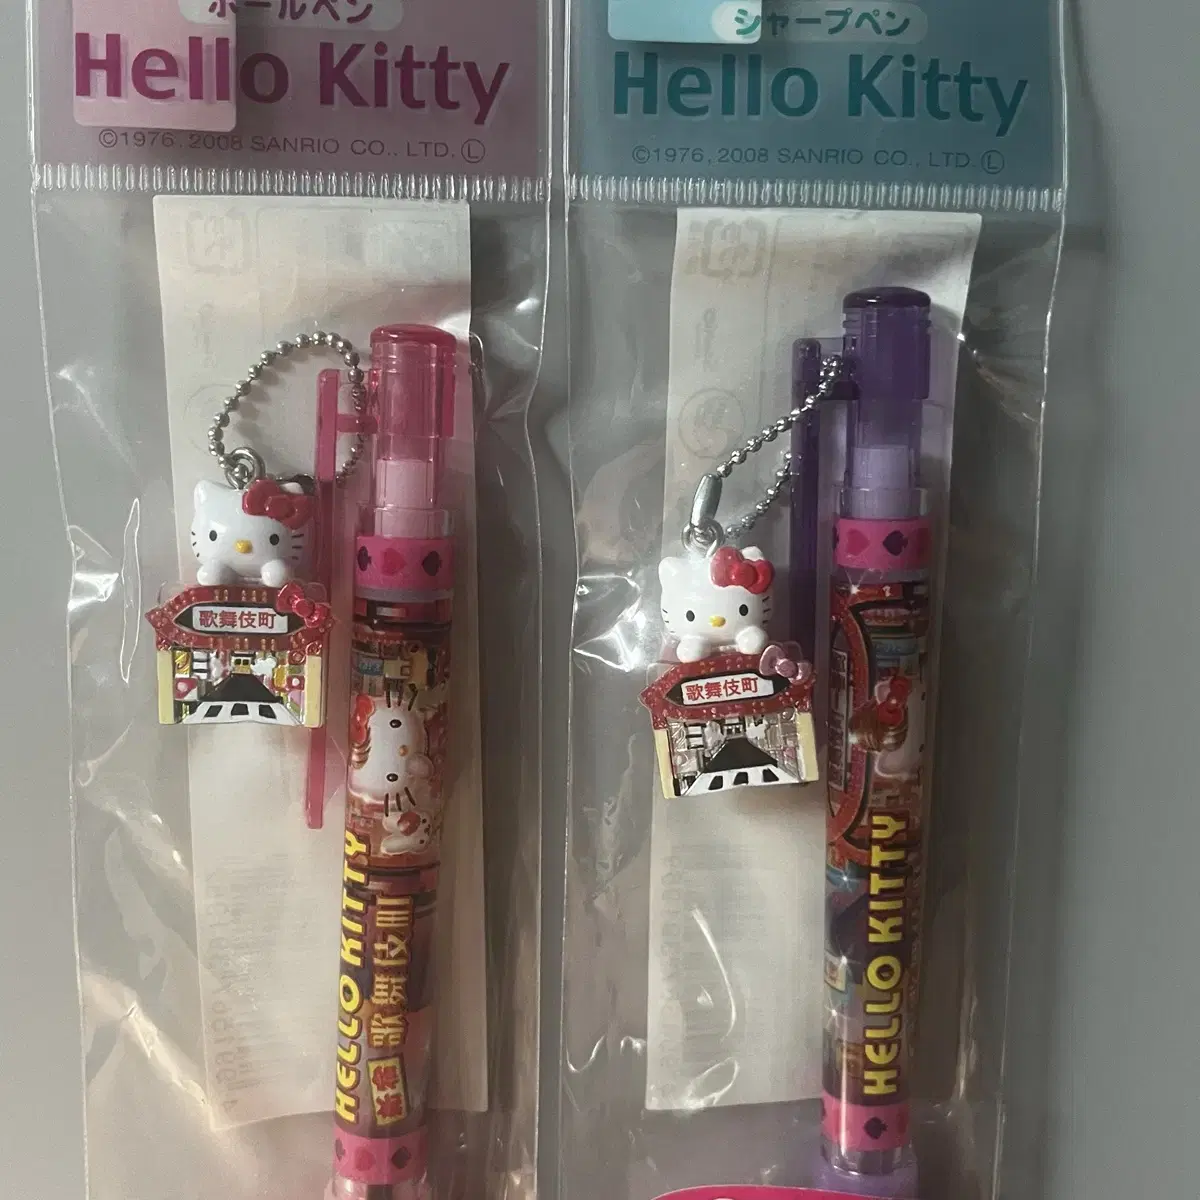 ボールペン
Hello Kitty
©1976, 2008 SANRIO CO., LTD. Ⓛ
歌舞伎町
HELLO KITTY
新宿 歌舞伎町
シャープペン
Hello Kitty
©1976, 2008 SANRIO CO., LTD. Ⓛ
歌舞伎町
HELLO KITTY